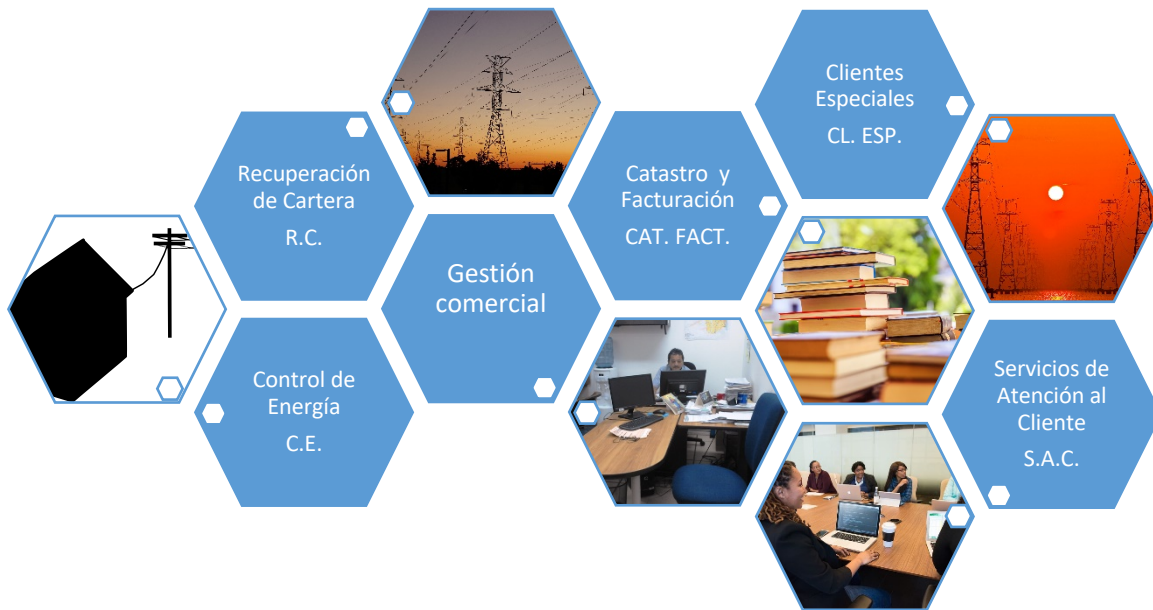 Recuperación
de Cartera
R.C.
Control de
Energía
C.E.
Gestión
comercial
Catastro y
Facturación
CAT. FACT.
Clientes
Especiales
CL. ESP.
Servicios de
Atención al
Cliente
S.A.C.